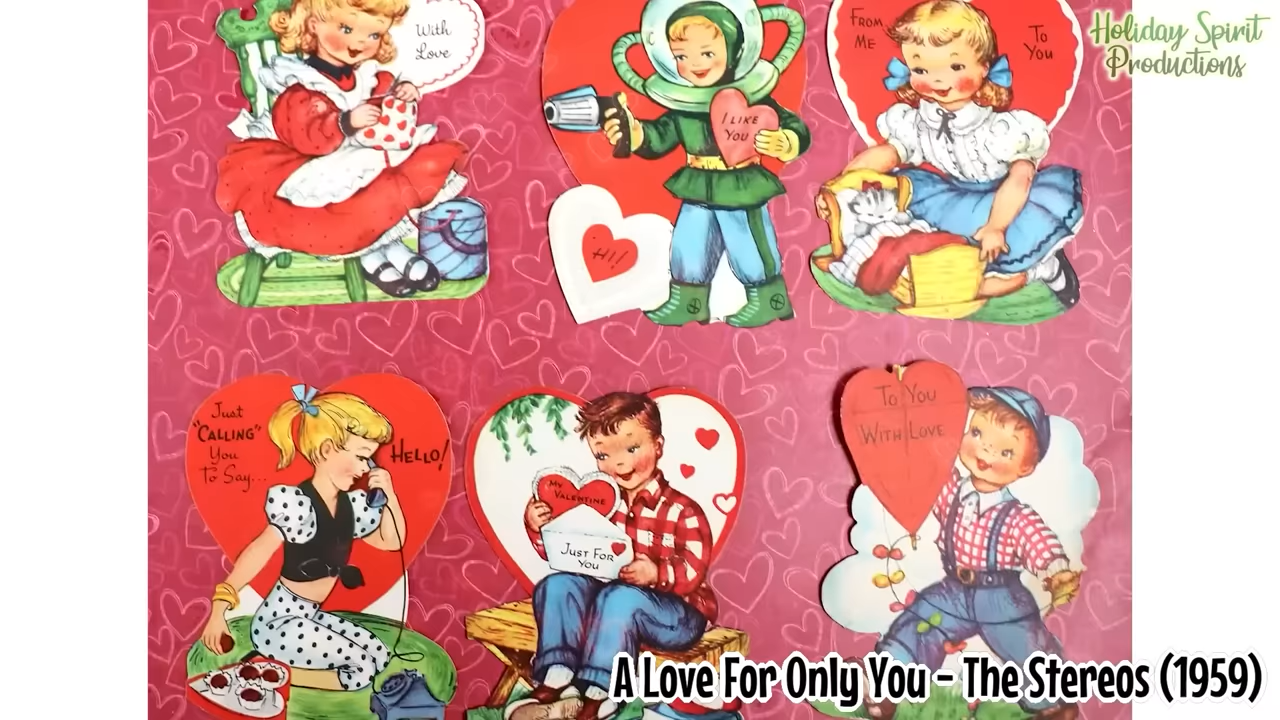 With
Love
I LIKE
YOU
HI!
FROM
ME
TO
YOU
Holiday Spirit
Productions
Just
"CALLING"
You
To Say...
HELLO!
MY
VALENTINE
JUST FOR
YOU
TO YOU
WITH LOVE
A Love For Only You - The Stereos (1959)